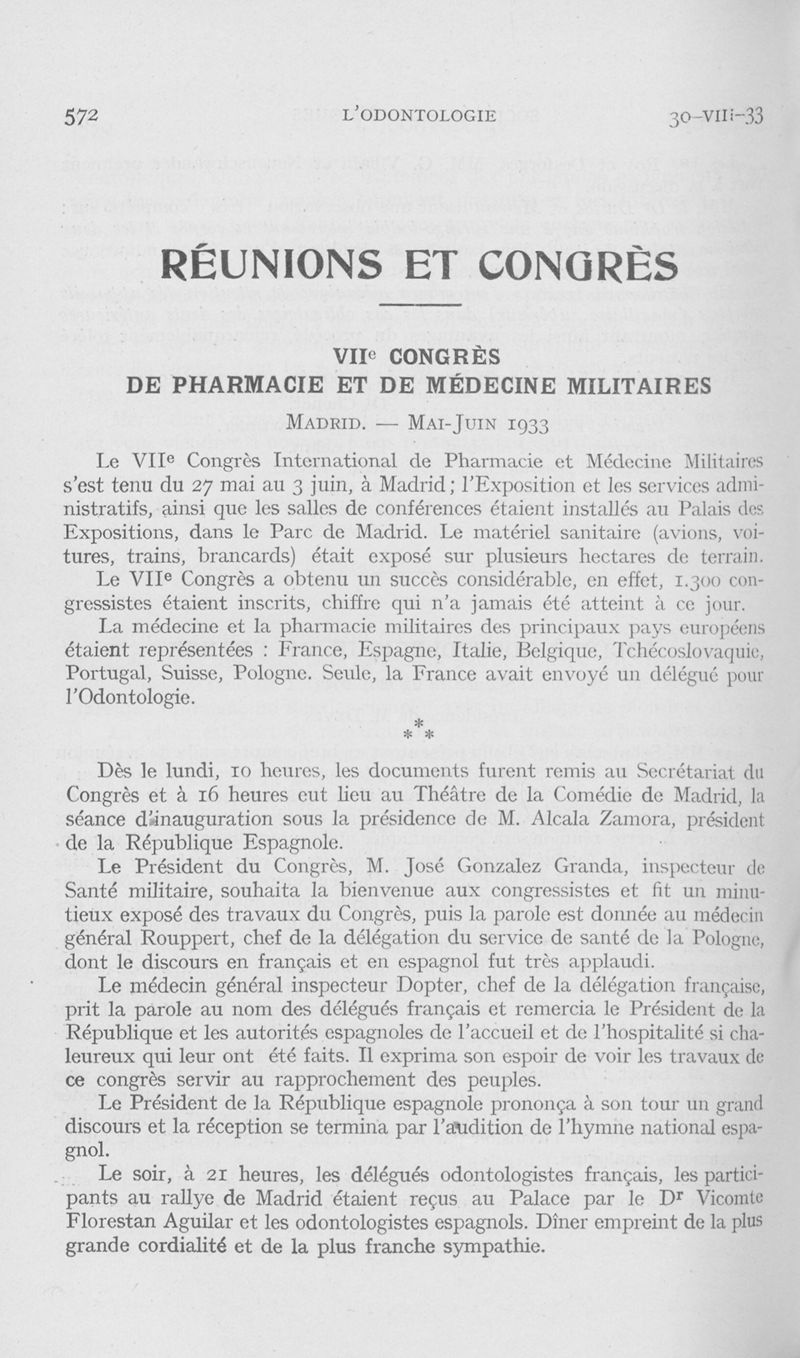 572 L'ODONTOLOGIE 30-VIII-33
RÉUNIONS ET CONGRÈS
VIIe CONGRÈS
DE PHARMACIE ET DE MÉDECINE MILITAIRES
MADRID. — MAI-JUIN 1933
Le VIIe Congrès International de Pharmacie et Médecine Militaires
s'est tenu du 27 mai au 3 juin, à Madrid; l'Exposition et les services admi-
nistratifs, ainsi que les salles de conférences étaient installés au Palais des
Expositions, dans le Parc de Madrid. Le matériel sanitaire (avions, voi-
tures, trains, brancards) était exposé sur plusieurs hectares de terrain.
Le VIIe Congrès a obtenu un succès considérable, en effet, 1.300 con-
gressistes étaient inscrits, chiffre qui n'a jamais été atteint à ce jour.
La médecine et la pharmacie militaires des principaux pays européens
étaient représentées : France, Espagne, Italie, Belgique, Tchécoslovaquie,
Portugal, Suisse, Pologne. Seule, la France avait envoyé un délégué pour
l'Odontologie.
*
* *
Dès le lundi, 10 heures, les documents furent remis au Secrétariat du
Congrès et à 16 heures eut lieu au Théâtre de la Comédie de Madrid, la
séance d'inauguration sous la présidence de M. Alcala Zamora, président
de la République Espagnole.
Le Président du Congrès, M. José Gonzalez Granda, inspecteur de
Santé militaire, souhaita la bienvenue aux congressistes et fit un minu-
tieux exposé des travaux du Congrès, puis la parole est donnée au médecin
général Rouppert, chef de la délégation du service de santé de la Pologne,
dont le discours en français et en espagnol fut très applaudi.
Le médecin général inspecteur Dopter, chef de la délégation française,
prit la parole au nom des délégués français et remercia le Président de la
République et les autorités espagnoles de l'accueil et de l'hospitalité si cha-
leureux qui leur ont été faits. Il exprima son espoir de voir les travaux de
ce congrès servir au rapprochement des peuples.
Le Président de la République espagnole prononça à son tour un grand
discours et la réception se termina par l'audition de l'hymne national espa-
gnol.
Le soir, à 21 heures, les délégués odontologistes français, les partici-
pants au rallye de Madrid étaient reçus au Palace par le Dr Vicomte
Florestan Aguilar et les odontologistes espagnols. Dîner empreint de la plus
grande cordialité et de la plus franche sympathie.